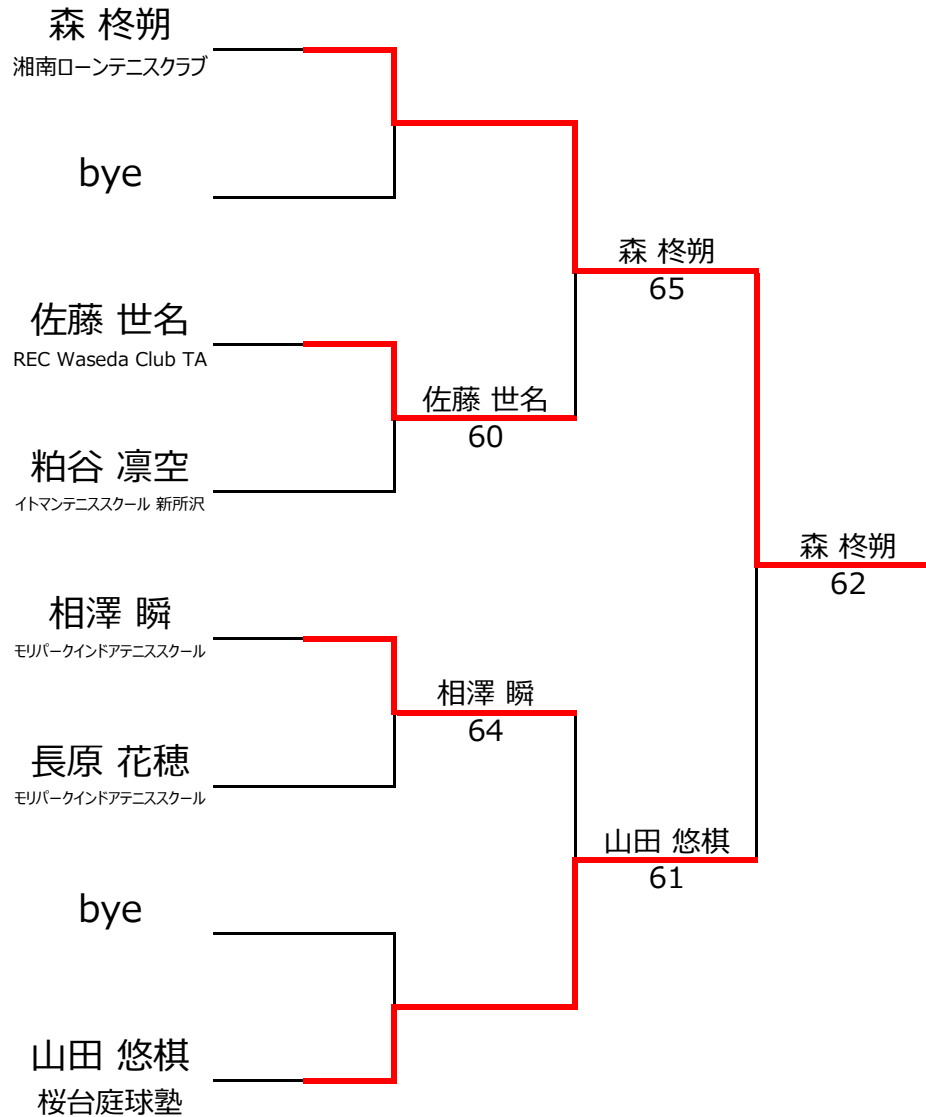 森 柊朔
湘南ローンテニスクラブ
bye
佐藤 世名
REC Waseda Club TA
粕谷 凛空
イトマンテニススクール 新所沢
相澤 瞬
モリパークインドアテニススクール
長原 花穂
モリパークインドアテニススクール
bye
山田 悠棋
桜台庭球塾
佐藤 世名
60
相澤 瞬
64
森 柊朔
65
山田 悠棋
61
森 柊朔
62